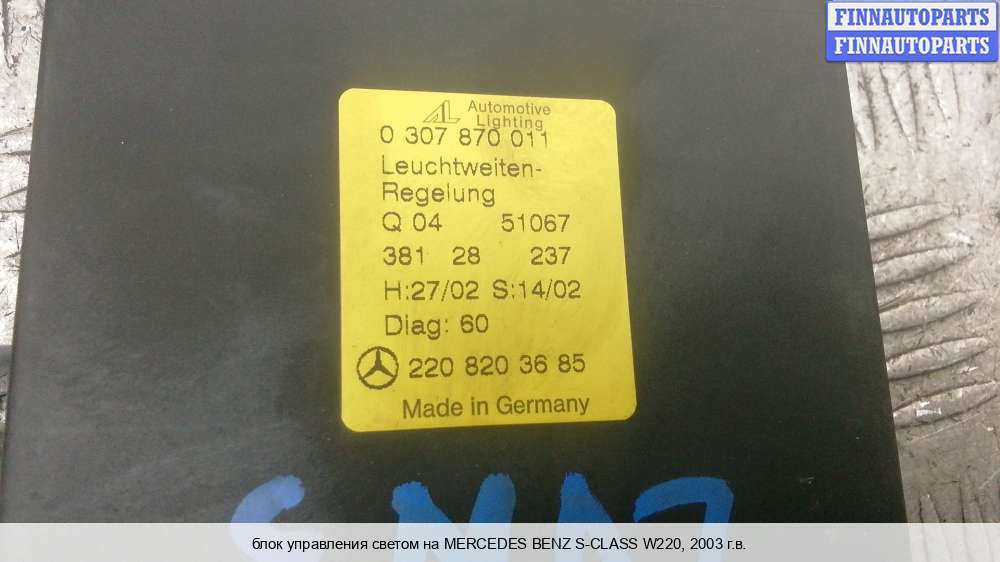 FINNAUTOPARTS
FINNAUTOPARTS
Automotive
Lighting
0 307 870 011
Leuchtweiten-
Regelung
Q 04 51067
381 28 237
H:27/02 S:14/02
Diag: 60
220 820 36 85
Made in Germany
блок управления светом на MERCEDES BENZ S-CLASS W220, 2003 г.в.